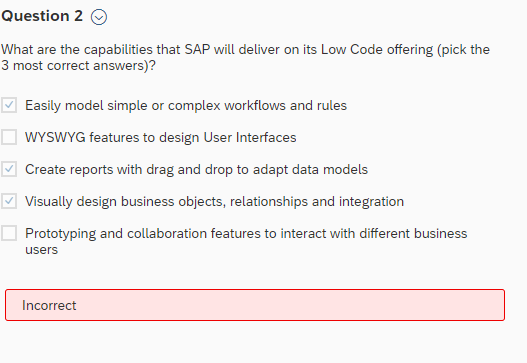 Question 2
What are the capabilities that SAP will deliver on its Low Code offering (pick the
3 most correct answers)?
Easily model simple or complex workflows and rules
WYSWYG features to design User Interfaces
Create reports with drag and drop to adapt data models
Visually design business objects, relationships and integration
Prototyping and collaboration features to interact with different business
users
Incorrect